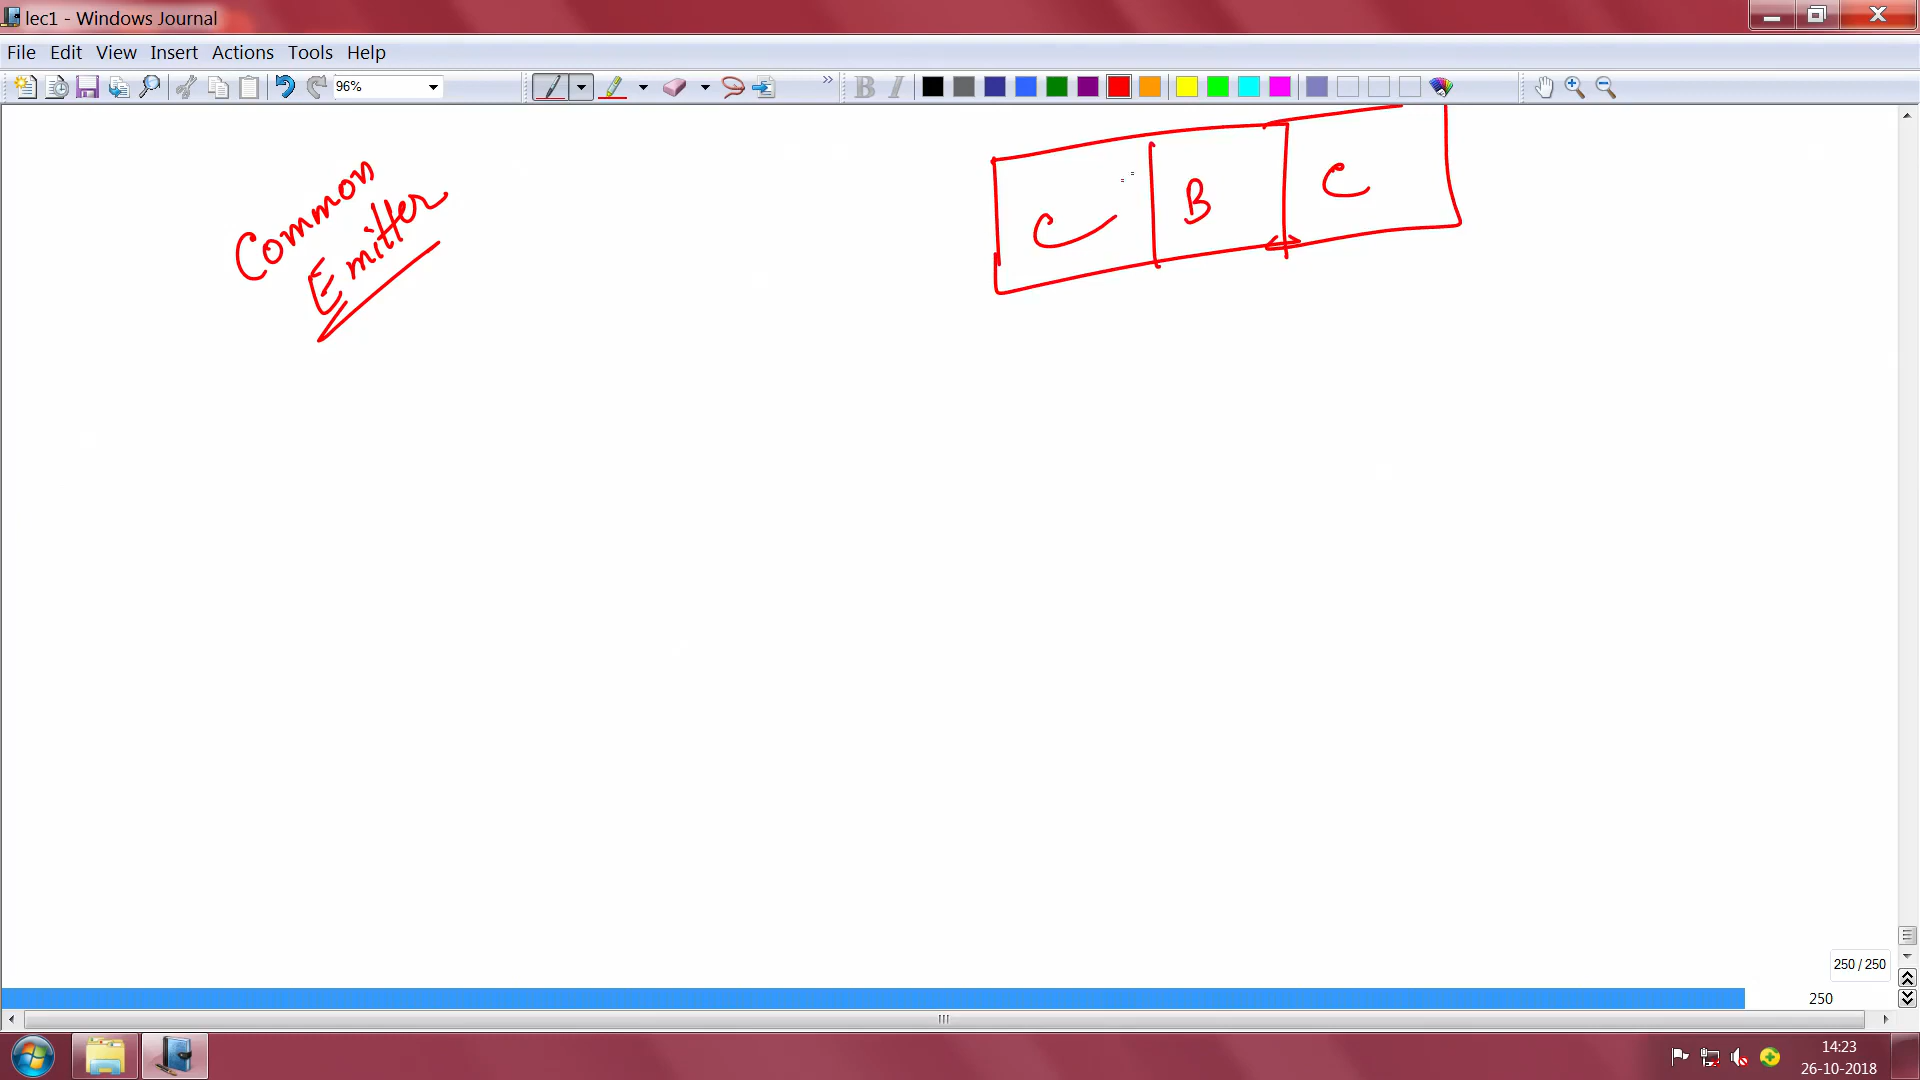 lec1 - Windows Journal
File Edit View Insert Actions Tools Help
96%
B I
Common
Emitter
C B C
250 / 250
250
14:23
26-10-2018